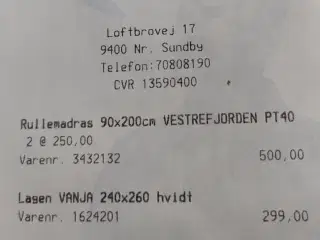 Loftbrovej 17
9400 Nr. Sundby
Telefon:70808190
CVR 13590400
Rullemadras 90x200cm VESTREFJORDEN PT40
2 @ 250,00
Varenr. 3432132 500,00
Lagen VANJA 240x260 hvidt
Varenr. 1624201 299,00